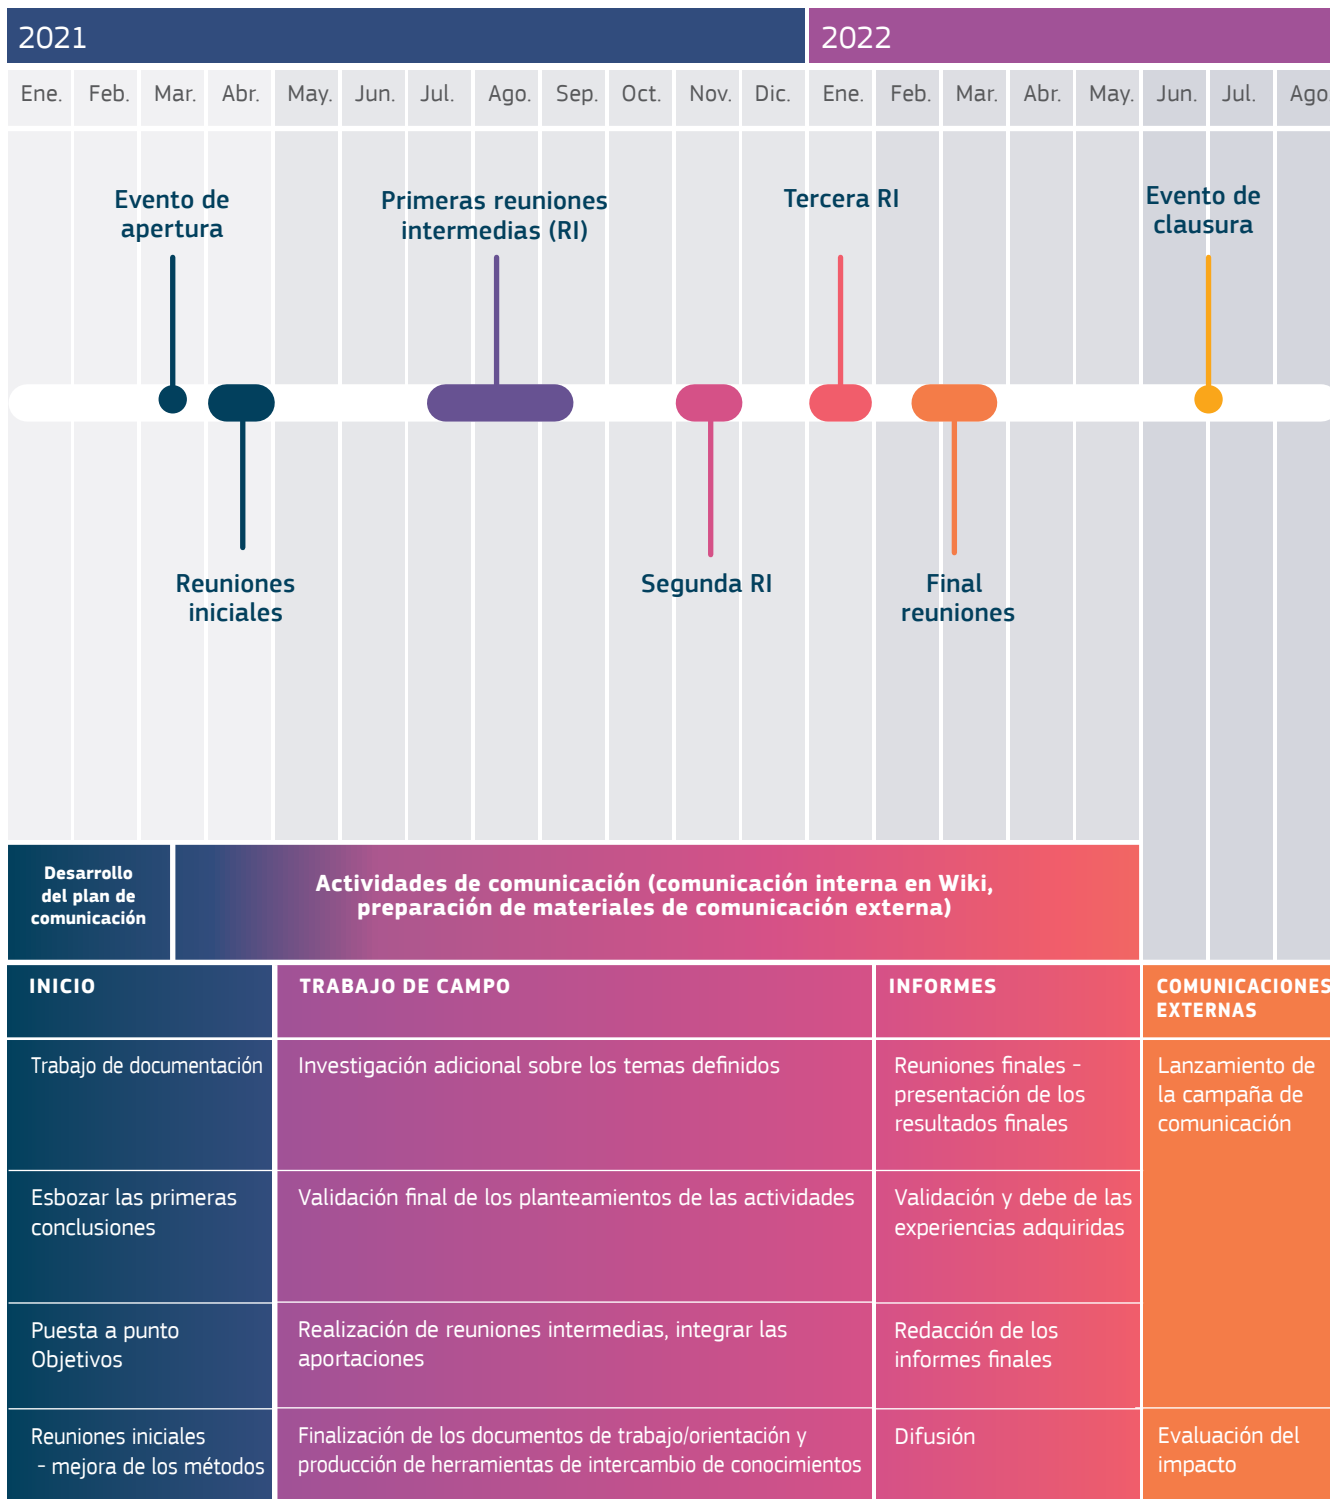 2021
2022
Ene. Feb. Mar. Abr. May. Jun. Jul. Ago. Sep. Oct. Nov. Dic. Ene. Feb. Mar. Abr. May. Jun. Jul. Ago.
Evento de
apertura
Primeras reuniones
intermedias (RI)
Tercera RI
Evento de
clausura
Reuniones
iniciales
Segunda RI
Final
reuniones
Desarrollo
del plan de
comunicación
Actividades de comunicación (comunicación interna en Wiki,
preparación de materiales de comunicación externa)
INICIO
Trabajo de documentación
Esbozar las primeras
conclusiones
Puesta a punto
Objetivos
Reuniones iniciales
- mejora de los métodos
TRABAJO DE CAMPO
Investigación adicional sobre los temas definidos
Validación final de los planteamientos de las actividades
Realización de reuniones intermedias, integrar las
aportaciones
Finalización de los documentos de trabajo/orientación y
producción de herramientas de intercambio de conocimientos
INFORMES
Reuniones finales -
presentación de los
resultados finales
Validación y debe de las
experiencias adquiridas
Redacción de los
informes finales
Difusión
COMUNICACIONES
EXTERNAS
Lanzamiento de
la campaña de
comunicación
Evaluación del
impacto